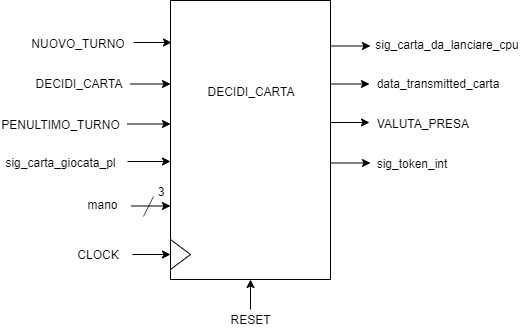 NUOVO_TURNO
DECIDI_CARTA
PENULTIMO_TURNO
sig_carta_giocata_pl
mano
3
CLOCK
DECIDI_CARTA
sig_carta_da_lanciare_cpu
data_transmitted_carta
VALUTA_PRESA
sig_token_int
RESET